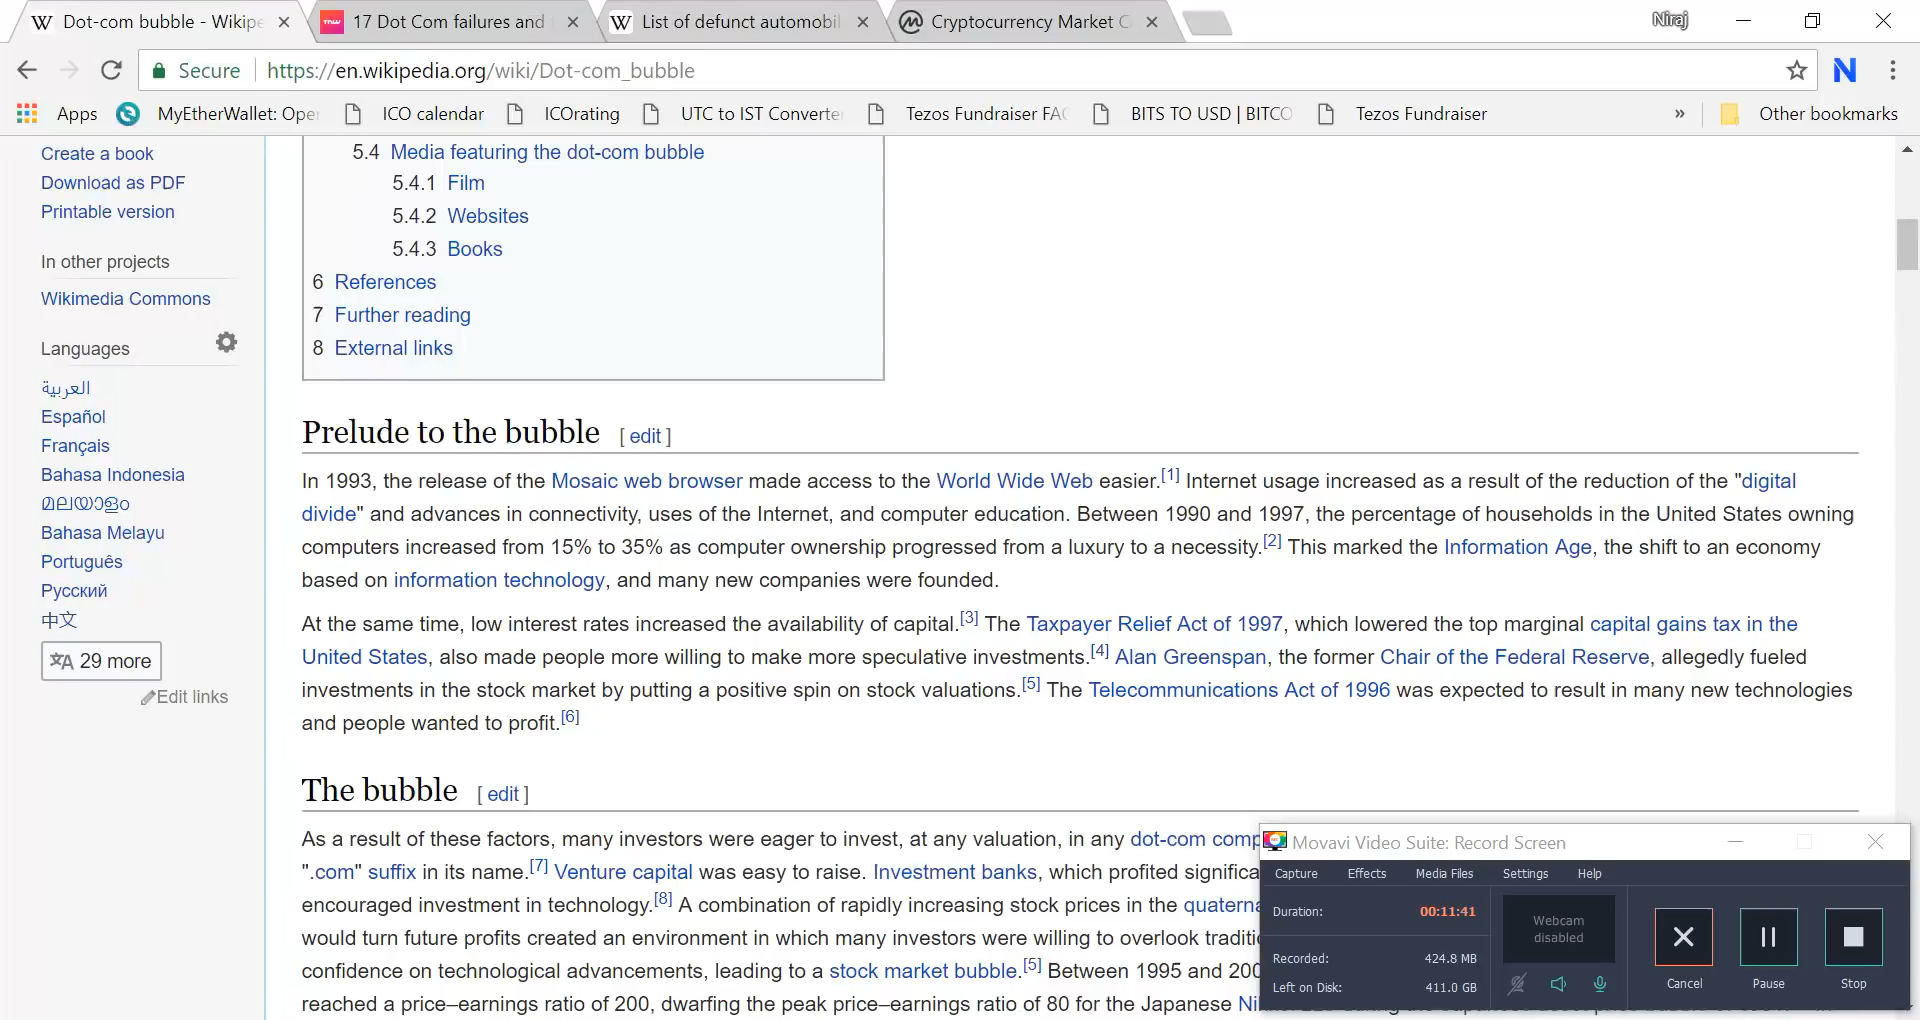 Dot-com bubble - Wikipe
17 Dot Com failures and
List of defunct automobil
Cryptocurrency Market C
Niraj
Secure https://en.wikipedia.org/wiki/Dot-com_bubble
Apps MyEtherWallet: Ope ICO calendar ICOrating UTC to IST Converte Tezos Fundraiser FA BITS TO USD | BITCO Tezos Fundraiser » Other bookmarks
Create a book
Download as PDF
Printable version
In other projects
Wikimedia Commons
Languages
العربية
Español
Français
Bahasa Indonesia
മലയാളം
Bahasa Melayu
Português
Русский
中文
29 more
Edit links
5.4 Media featuring the dot-com bubble
5.4.1 Film
5.4.2 Websites
5.4.3 Books
6 References
7 Further reading
8 External links
Prelude to the bubble [ edit ]
In 1993, the release of the Mosaic web browser made access to the World Wide Web easier.[1] Internet usage increased as a result of the reduction of the "digital
divide" and advances in connectivity, uses of the Internet, and computer education. Between 1990 and 1997, the percentage of households in the United States owning
computers increased from 15% to 35% as computer ownership progressed from a luxury to a necessity.[2] This marked the Information Age, the shift to an economy
based on information technology, and many new companies were founded.
At the same time, low interest rates increased the availability of capital.[3] The Taxpayer Relief Act of 1997, which lowered the top marginal capital gains tax in the
United States, also made people more willing to make more speculative investments.[4] Alan Greenspan, the former Chair of the Federal Reserve, allegedly fueled
investments in the stock market by putting a positive spin on stock valuations.[5] The Telecommunications Act of 1996 was expected to result in many new technologies
and people wanted to profit.[6]
The bubble [ edit ]
As a result of these factors, many investors were eager to invest, at any valuation, in any dot-com comp
".com" suffix in its name.[7] Venture capital was easy to raise. Investment banks, which profited significa
encouraged investment in technology.[8] A combination of rapidly increasing stock prices in the quaterna
would turn future profits created an environment in which many investors were willing to overlook traditi
confidence on technological advancements, leading to a stock market bubble.[5] Between 1995 and 200
reached a price–earnings ratio of 200, dwarfing the peak price–earnings ratio of 80 for the Japanese Ni
Movavi Video Suite: Record Screen
Capture Effects Media Files Settings Help
Duration: 00:11:41
Recorded: 424.8 MB
Left on Disk: 411.0 GB
Webcam
disabled
Cancel Pause Stop